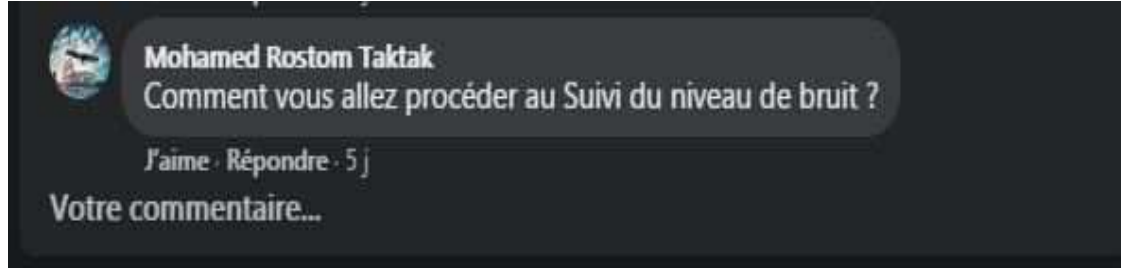 Mohamed Rostom Taktak
Comment vous allez procéder au Suivi du niveau de bruit ?
J'aime · Répondre · 5 j
Votre commentaire...